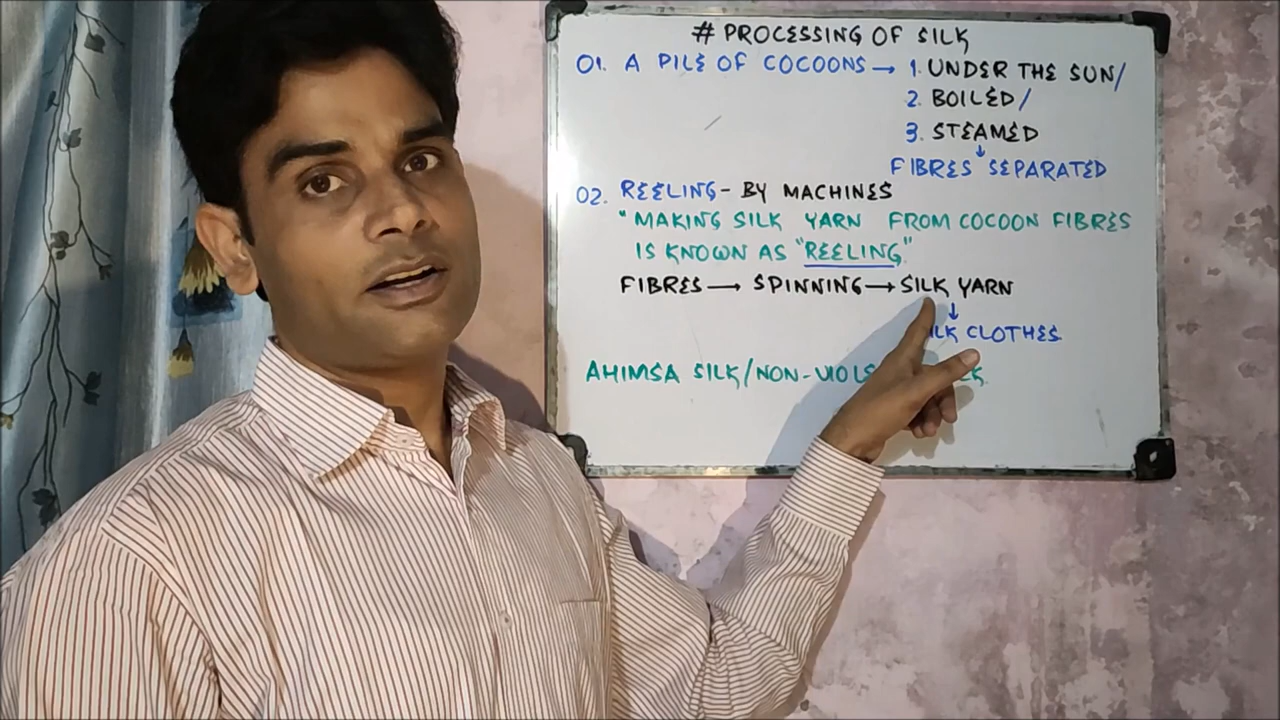 # PROCESSING OF SILK
01. A PILE OF COCOONS → 1. UNDER THE SUN/
2. BOILED/
3. STEAMED
↓
FIBRES SEPARATED
02. REELING - BY MACHINES
"MAKING SILK YARN FROM COCOON FIBRES
IS KNOWN AS "REELING"
FIBRES → SPINNING → SILK YARN
↓
CLOTHES
AHIMSA SILK/NON-